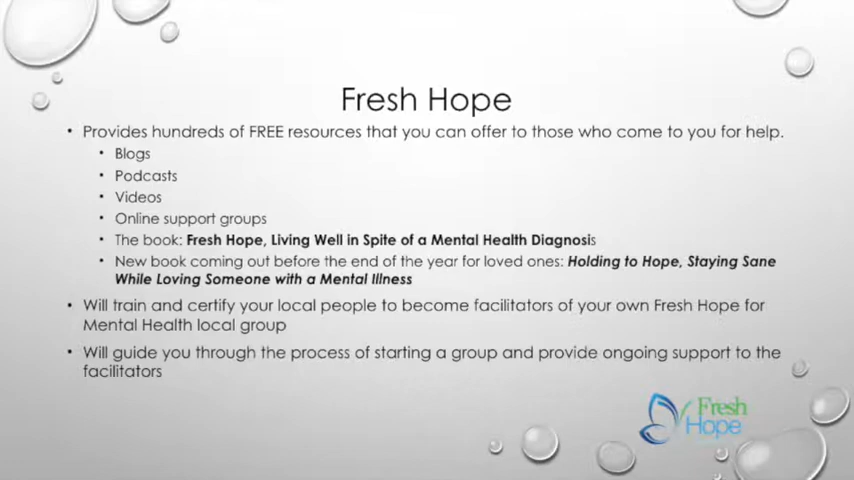 Fresh Hope
• Provides hundreds of FREE resources that you can offer to those who come to you for help.
• Blogs
• Podcasts
• Videos
• Online support groups
• The book: Fresh Hope, Living Well in Spite of a Mental Health Diagnosis
• New book coming out before the end of the year for loved ones: Holding to Hope, Staying Sane
While Loving Someone with a Mental Illness
• Will train and certify your local people to become facilitators of your own Fresh Hope for
Mental Health local group
• Will guide you through the process of starting a group and provide ongoing support to the
facilitators
Fresh
Hope